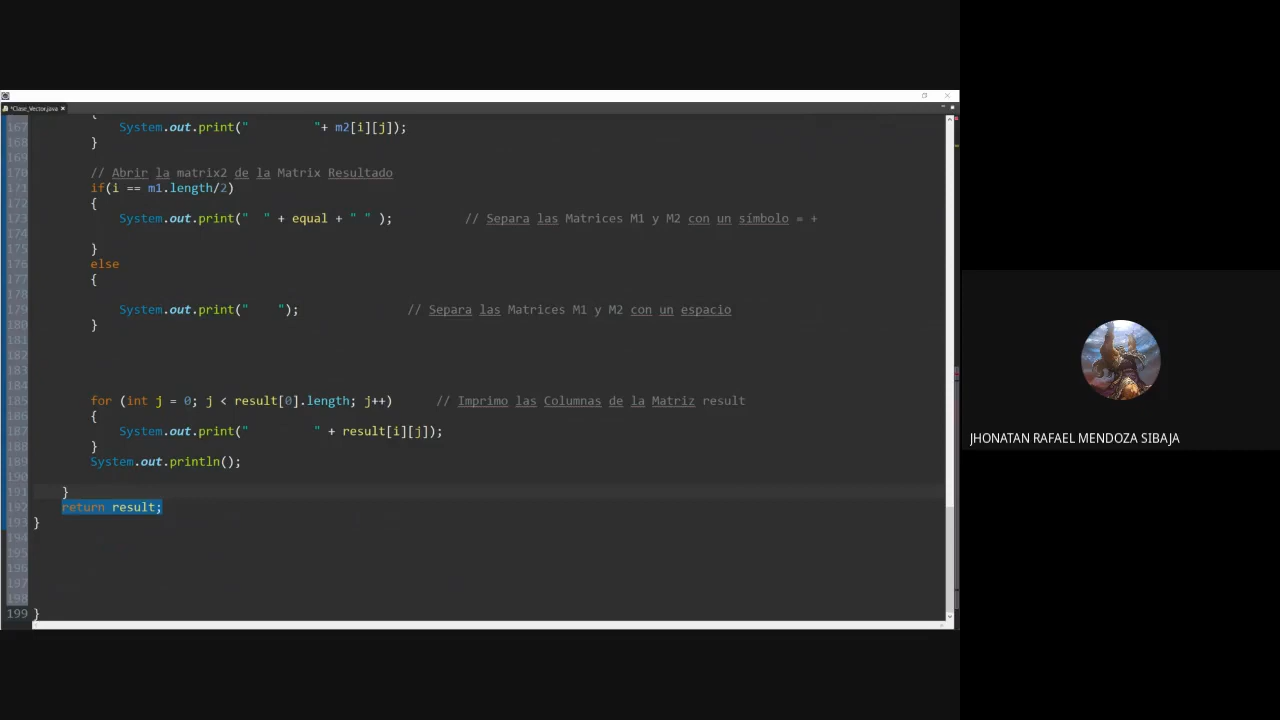 *Clase_Vector.java
{
167 System.out.print("         "+ m2[i][j]);
168 }
169
170 // Abrir la matrix2 de la Matrix Resultado
171 if(i == m1.length/2)
172 {
173 System.out.print("  " + equal + " " ); // Separa las Matrices M1 y M2 con un símbolo = +
174
175 }
176 else
177 {
178
179 System.out.print("    "); // Separa las Matrices M1 y M2 con un espacio
180 }
181
182
183
184
185 for (int j = 0; j < result[0].length; j++) // Imprimo las Columnas de la Matriz result
186 {
187 System.out.print("         " + result[i][j]);
188 }
189 System.out.println();
190
191 }
192 return result;
193 }
194
195
196
197
198
199 }
JHONATAN RAFAEL MENDOZA SIBAJA